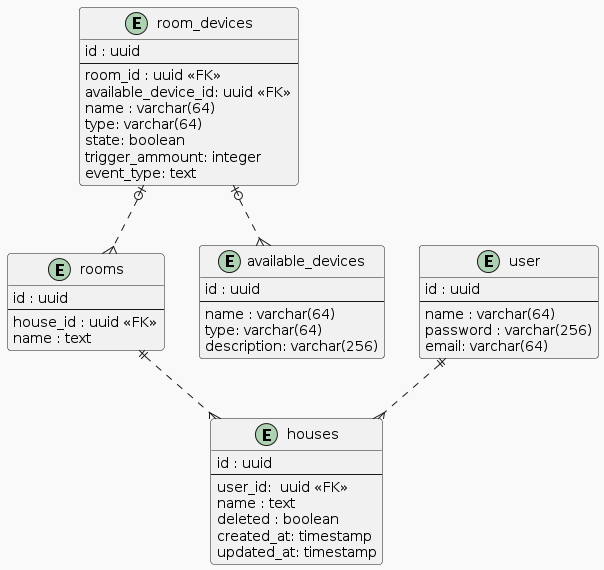 E room_devices
id : uuid
room_id : uuid «FK»
available_device_id: uuid «FK»
name : varchar(64)
type: varchar(64)
state: boolean
trigger_ammount: integer
event_type: text
E rooms
id : uuid
house_id : uuid «FK»
name : text
E available_devices
id : uuid
name : varchar(64)
type: varchar(64)
description: varchar(256)
E user
id : uuid
name : varchar(64)
password : varchar(256)
email: varchar(64)
E houses
id : uuid
user_id:  uuid «FK»
name : text
deleted : boolean
created_at: timestamp
updated_at: timestamp